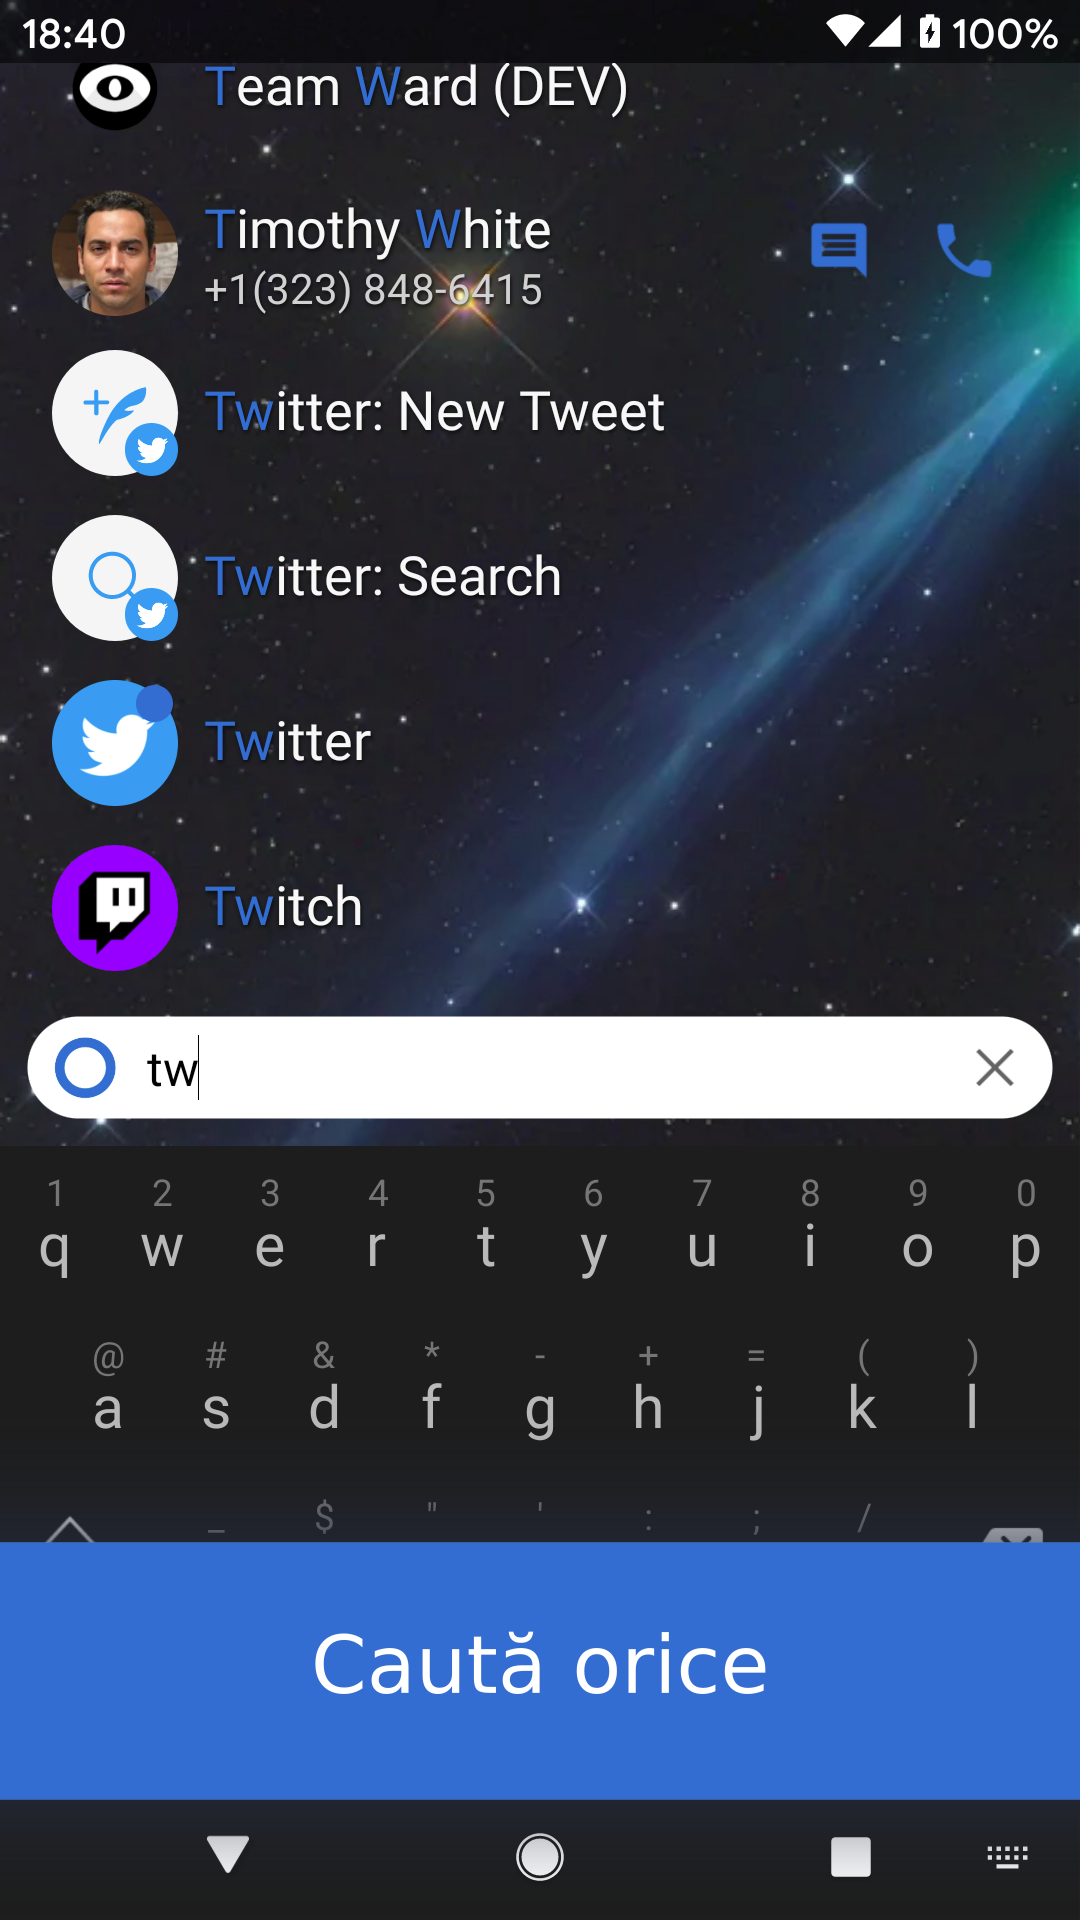 18:40 100%
Team Ward (DEV)
Timothy White
+1(323) 848-6415
Twitter: New Tweet
Twitter: Search
Twitter
Twitch
tw
1 2 3 4 5 6 7 8 9 0
q w e r t y u i o p
@ # & * - + = ( )
a s d f g h j k l
_ $ " ' : ; /
Caută orice